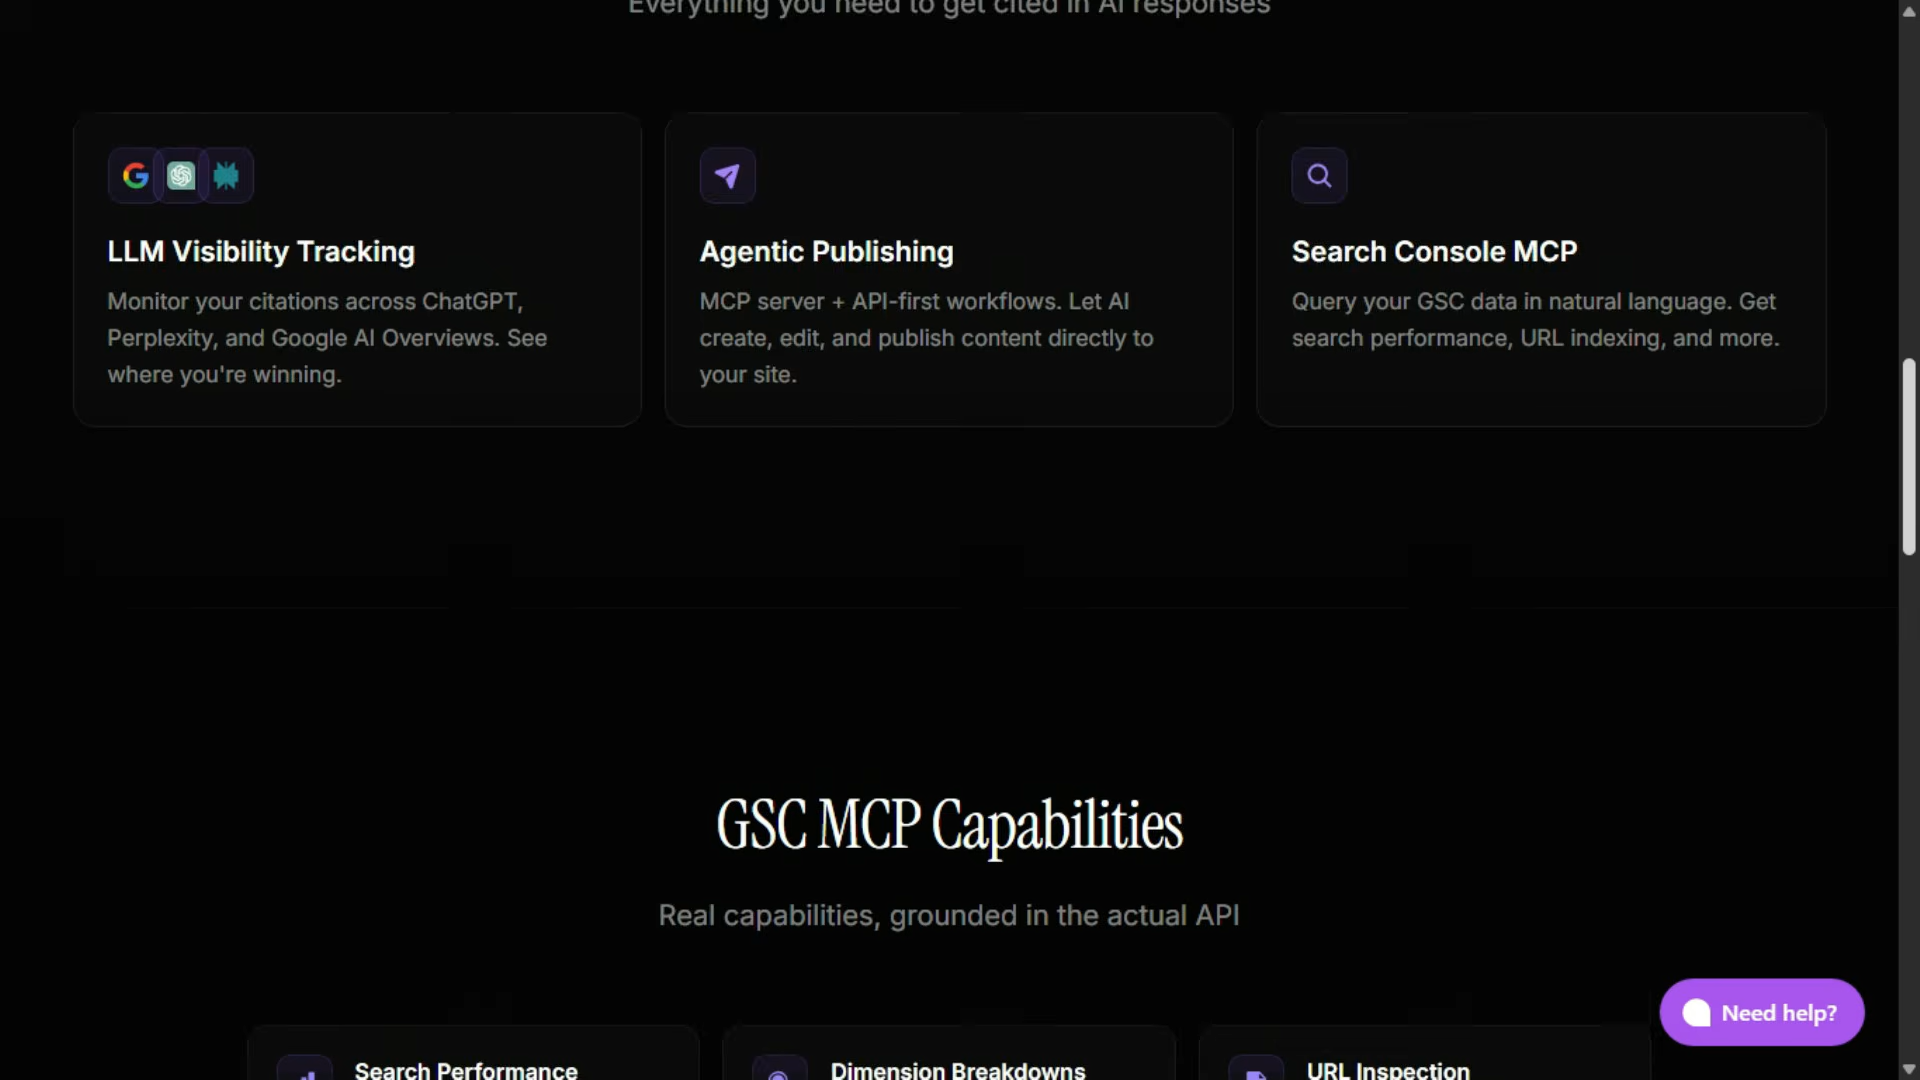 Everything you need to get cited in AI responses
LLM Visibility Tracking
Monitor your citations across ChatGPT,
Perplexity, and Google AI Overviews. See
where you're winning.
Agentic Publishing
MCP server + API-first workflows. Let AI
create, edit, and publish content directly to
your site.
Search Console MCP
Query your GSC data in natural language. Get
search performance, URL indexing, and more.
GSC MCP Capabilities
Real capabilities, grounded in the actual API
Need help?
Search Performance
Dimension Breakdowns
URL Inspection